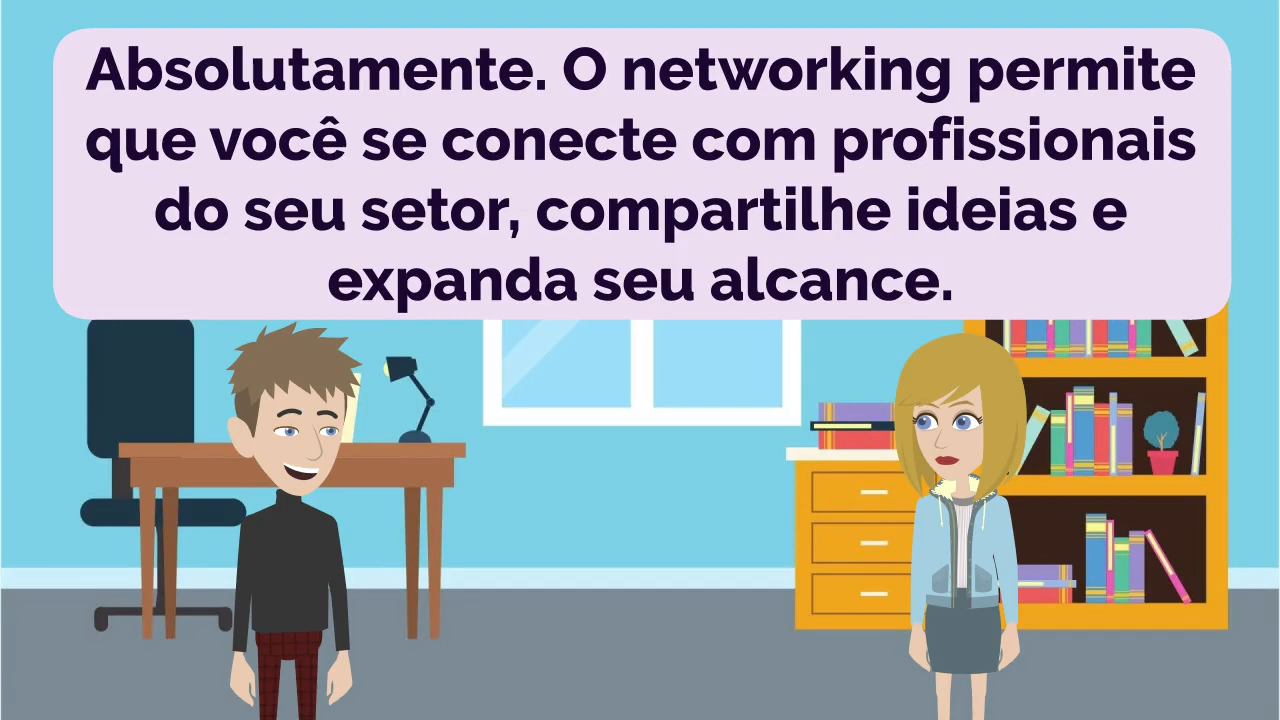 Absolutamente. O networking permite
que você se conecte com profissionais
do seu setor, compartilhe ideias e
expanda seu alcance.